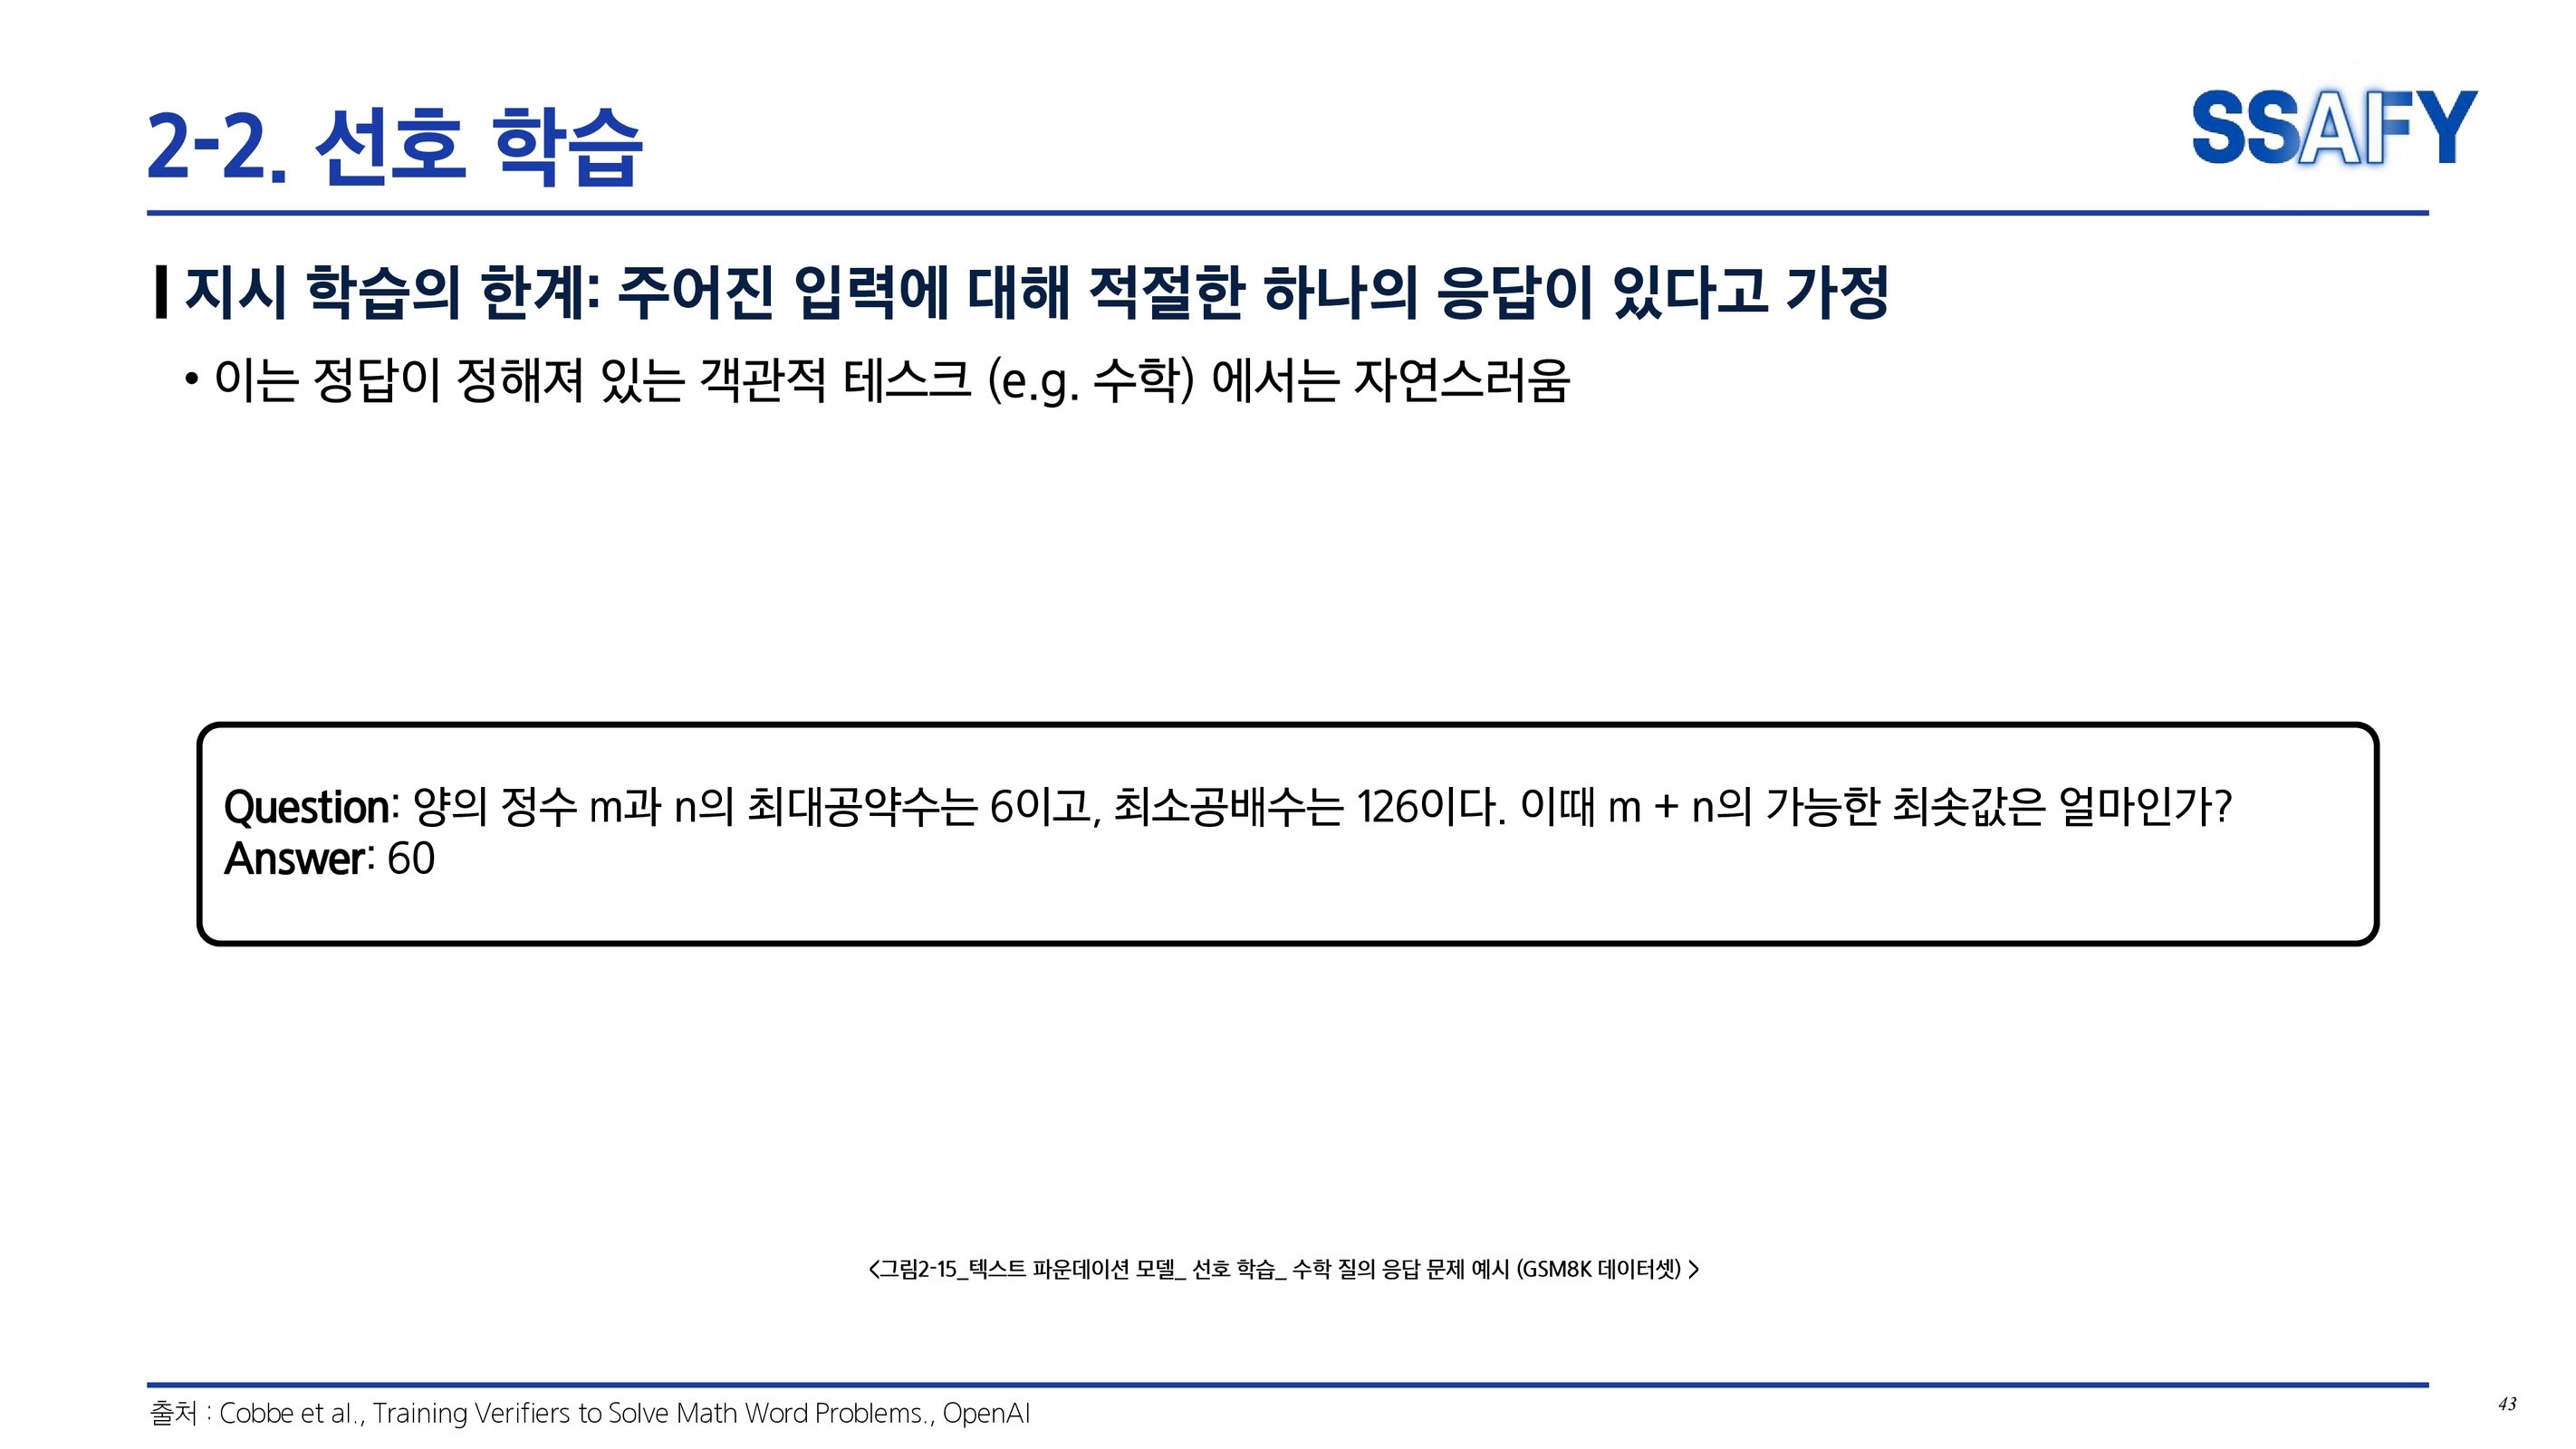 2-2. 선호 학습
SSAFY
지시 학습의 한계: 주어진 입력에 대해 적절한 하나의 응답이 있다고 가정
• 이는 정답이 정해져 있는 객관적 테스크 (e.g. 수학) 에서는 자연스러움
Question: 양의 정수 m과 n의 최대공약수는 6이고, 최소공배수는 126이다. 이때 m + n의 가능한 최솟값은 얼마인가?
Answer: 60
<그림2-15_텍스트 파운데이션 모델_ 선호 학습_ 수학 질의 응답 문제 예시 (GSM8K 데이터셋) >
출처 : Cobbe et al., Training Verifiers to Solve Math Word Problems., OpenAI
43